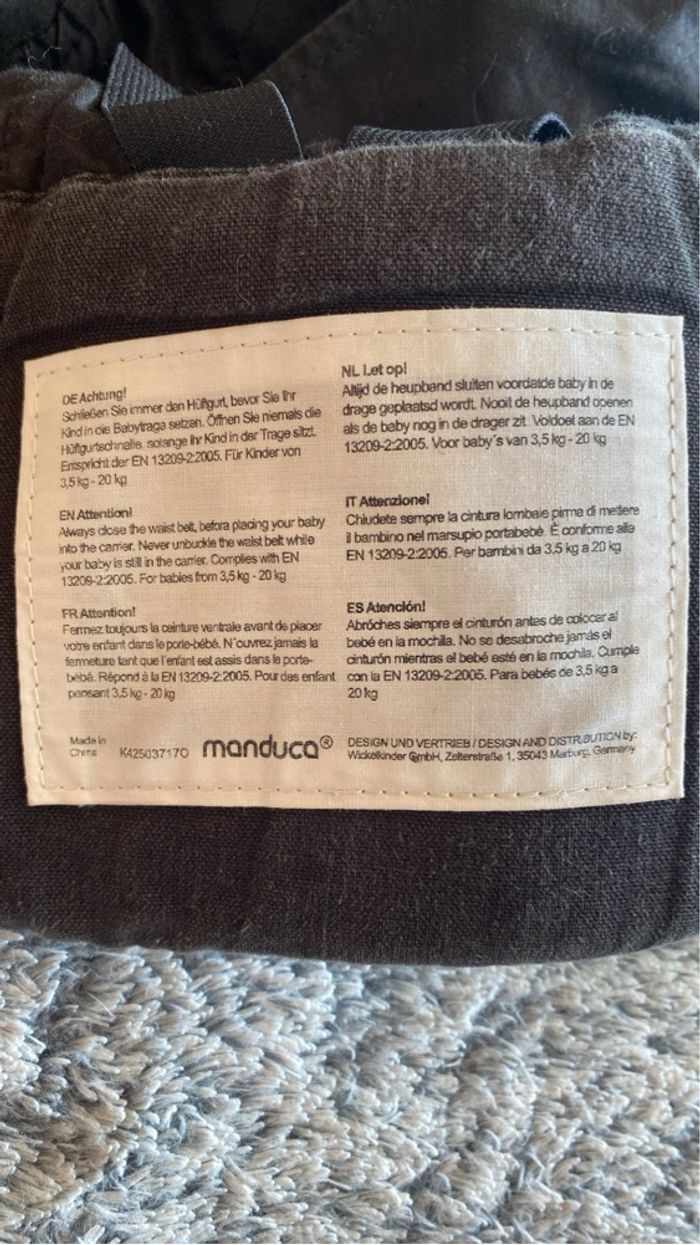 DE Achtung!
Schließen Sie immer den Hüftgurt, bevor Sie Ihr
Kind in die Babytrage setzen. Öffnen Sie niemals die
Hüftgurtschnalle, solange Ihr Kind in der Trage sitzt.
Entspricht der EN 13209-2:2005. Für Kinder von
3,5 kg - 20 kg
EN Attention!
Always close the waist belt, before placing your baby
into the carrier. Never unbuckle the waist belt while
your baby is still in the carrier. Complies with EN
13209-2:2005. For babies from 3,5 kg - 20 kg
FR Attention!
Fermez toujours la ceinture ventrale avant de placer
votre enfant dans le porte-bébé. N'ouvrez jamais la
fermeture tant que l'enfant est assis dans le porte-
bébé. Répond à la EN 13209-2:2005. Pour des enfant
pensant 3,5 kg - 20 kg
NL Let op!
Altijd de heupband sluiten voordat de baby in de
drage geplaatsd wordt. Nooit de heupband openen
als de baby nog in de drager zit. Voldoet aan de EN
13209-2:2005. Voor baby´s van 3,5 kg - 20 kg
IT Attenzione!
Chiudete sempre la cintura lombale pirma di mettere
il bambino nel marsupio portabebè. È conforme alla
EN 13209-2:2005. Per bambini da 3.5 kg a 20 kg
ES Atención!
Abróches siempre el cinturón antes de colocar al
bebé en la mochila. No se desabroche jamás el
cinturón mientras el bebé esté en la mochila. Cumple
con la EN 13209-2:2005. Para bebés de 3,5 kg a
20 kg
Made in
China
K42503717O
manduca®
DESIGN UND VERTRIEB / DESIGN AND DISTRIBUTION by:
Wickelkinder GmbH, Zeiterstraße 1, 35043 Marburg, Germany